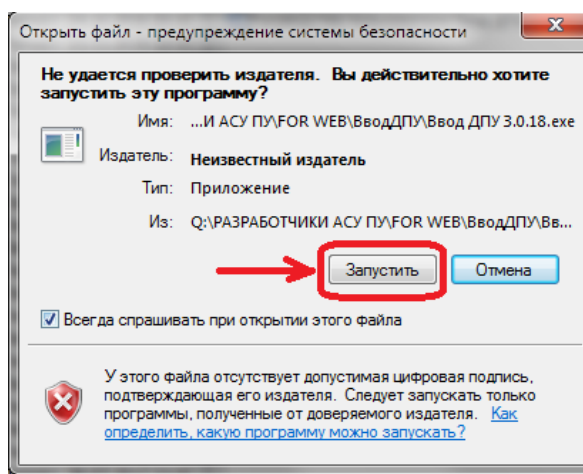 Открыть файл - предупреждение системы безопасности
Не удается проверить издателя. Вы действительно хотите
запустить эту программу?
Имя: ...И АСУ ПУ\FOR WEB\ВводДПУ\Ввод ДПУ 3.0.18.exe
Издатель: Неизвестный издатель
Тип: Приложение
Из: Q:\РАЗРАБОТЧИКИ АСУ ПУ\FOR WEB\ВводДПУ\Вв...
Запустить Отмена
Всегда спрашивать при открытии этого файла
У этого файла отсутствует допустимая цифровая подпись,
подтверждающая его издателя. Следует запускать только
программы, полученные от доверяемого издателя. Как
определить, какую программу можно запускать?